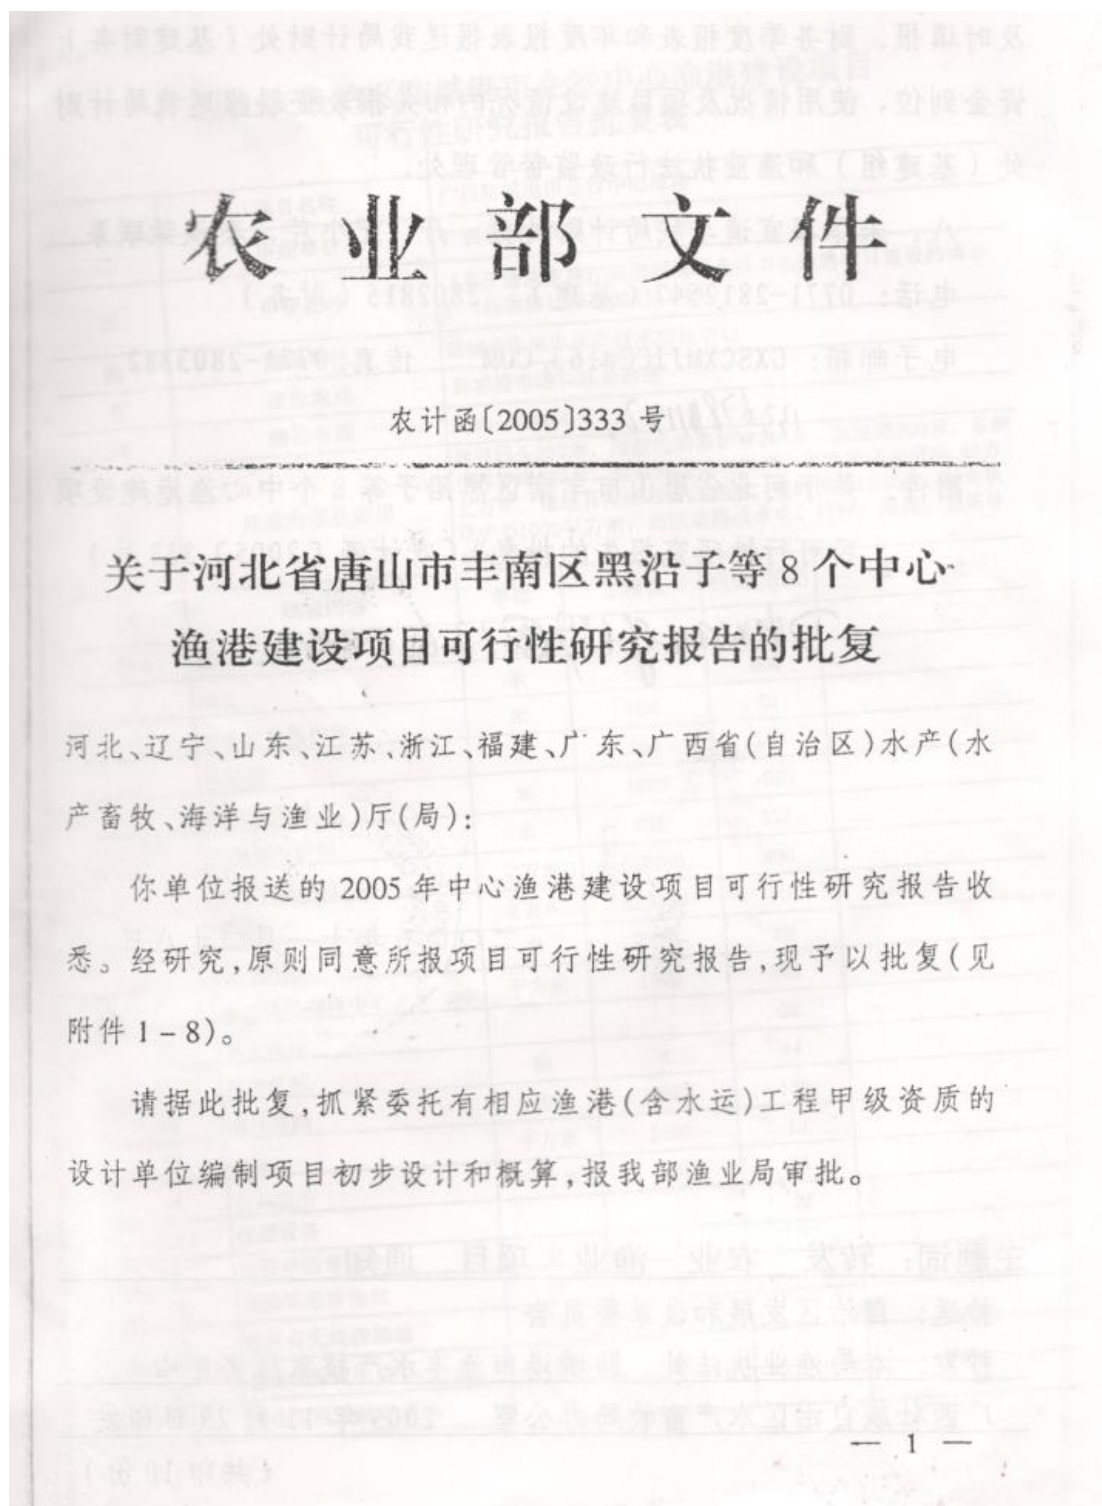 农业部文件
农计函〔2005〕333号
关于河北省唐山市丰南区黑沿子等8个中心
渔港建设项目可行性研究报告的批复
河北、辽宁、山东、江苏、浙江、福建、广东、广西省(自治区)水产(水
产畜牧、海洋与渔业)厅(局):
你单位报送的2005年中心渔港建设项目可行性研究报告收
悉。经研究,原则同意所报项目可行性研究报告,现予以批复(见
附件1－8)。
请据此批复,抓紧委托有相应渔港(含水运)工程甲级资质的
设计单位编制项目初步设计和概算,报我部渔业局审批。
— 1 —